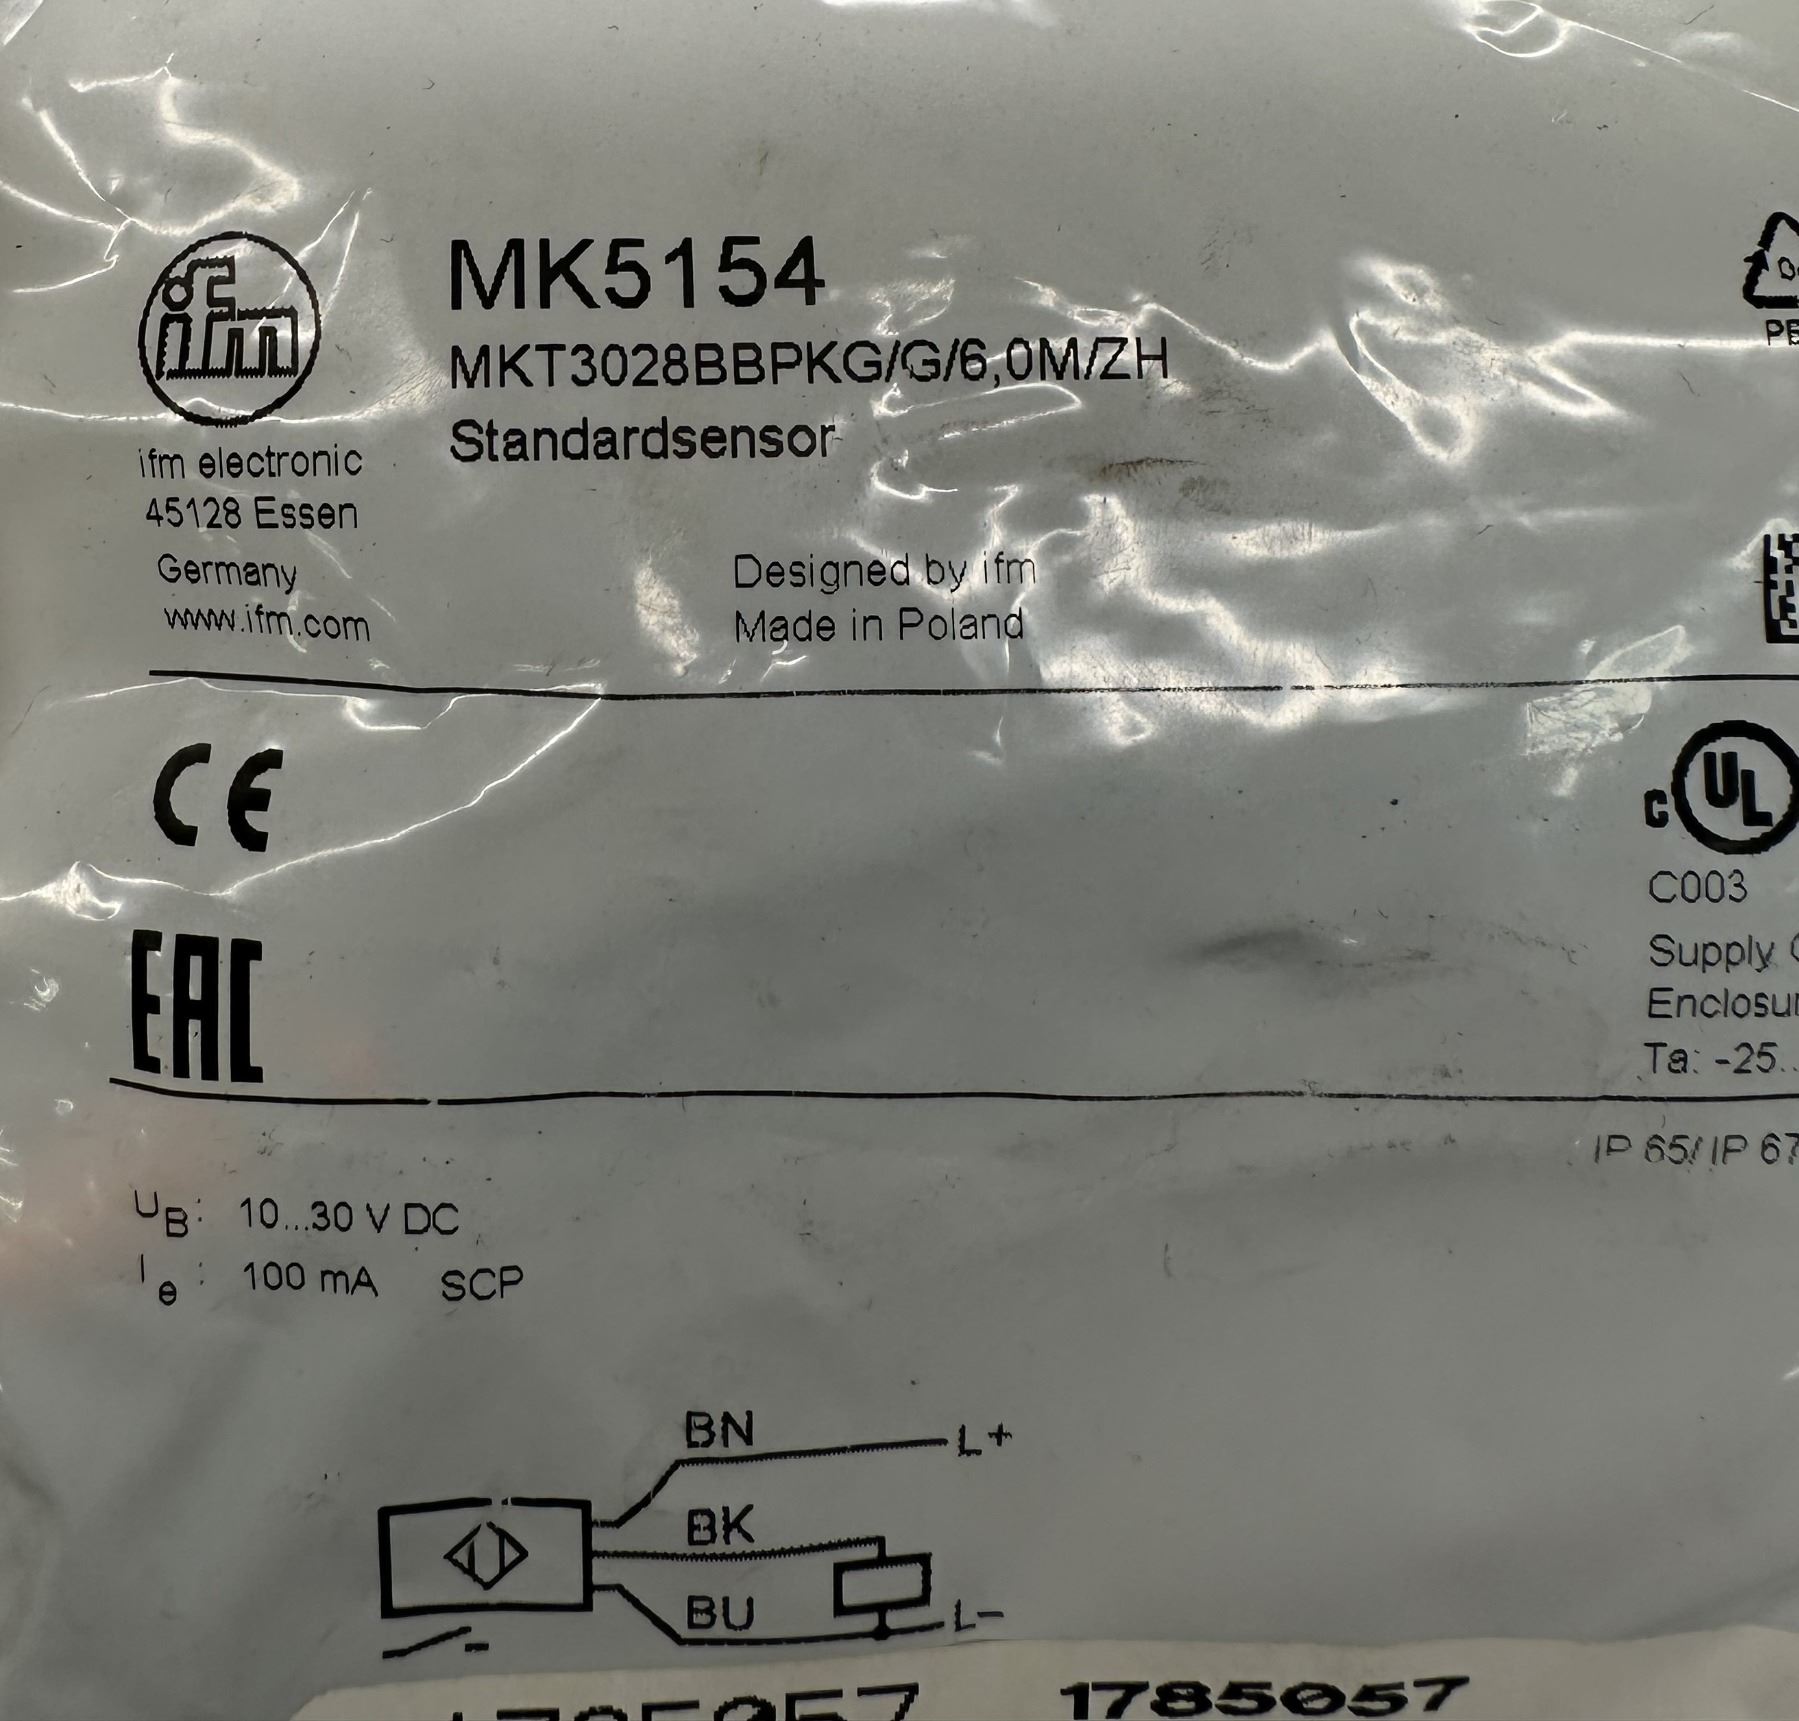 ifm
MK5154
MKT3028BBPKG/G/6,0M/ZH
Standardsensor
ifm electronic
45128 Essen
Germany
www.ifm.com
Designed by ifm
Made in Poland
CE
c UL
C003
Supply
Ta: -25..
EAC
IP 65/ IP 67
UB: 10...30 V DC
Ie: 100 mA SCP
BN
L+
BK
BU
L-
1785057